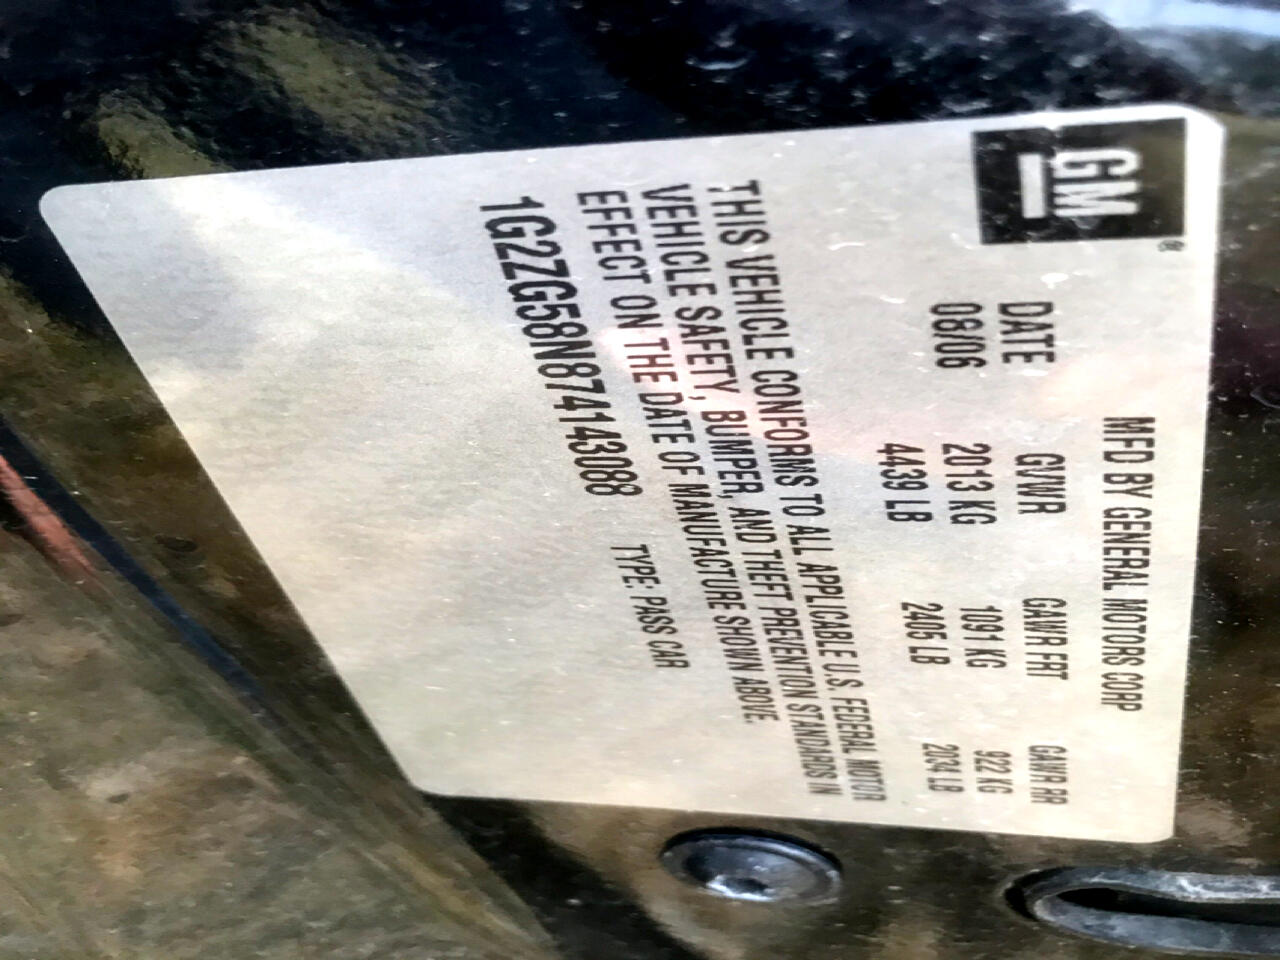 GM®
MFD BY GENERAL MOTORS CORP
DATE GVWR GAWR FRT GAWR RR
08/06 2013 KG 1091 KG 922 KG
4439 LB 2405 LB 2034 LB
THIS VEHICLE CONFORMS TO ALL APPLICABLE U.S. FEDERAL MOTOR
VEHICLE SAFETY, BUMPER, AND THEFT PREVENTION STANDARDS IN
EFFECT ON THE DATE OF MANUFACTURE SHOWN ABOVE.
1G2ZG58N874143088 TYPE: PASS CAR